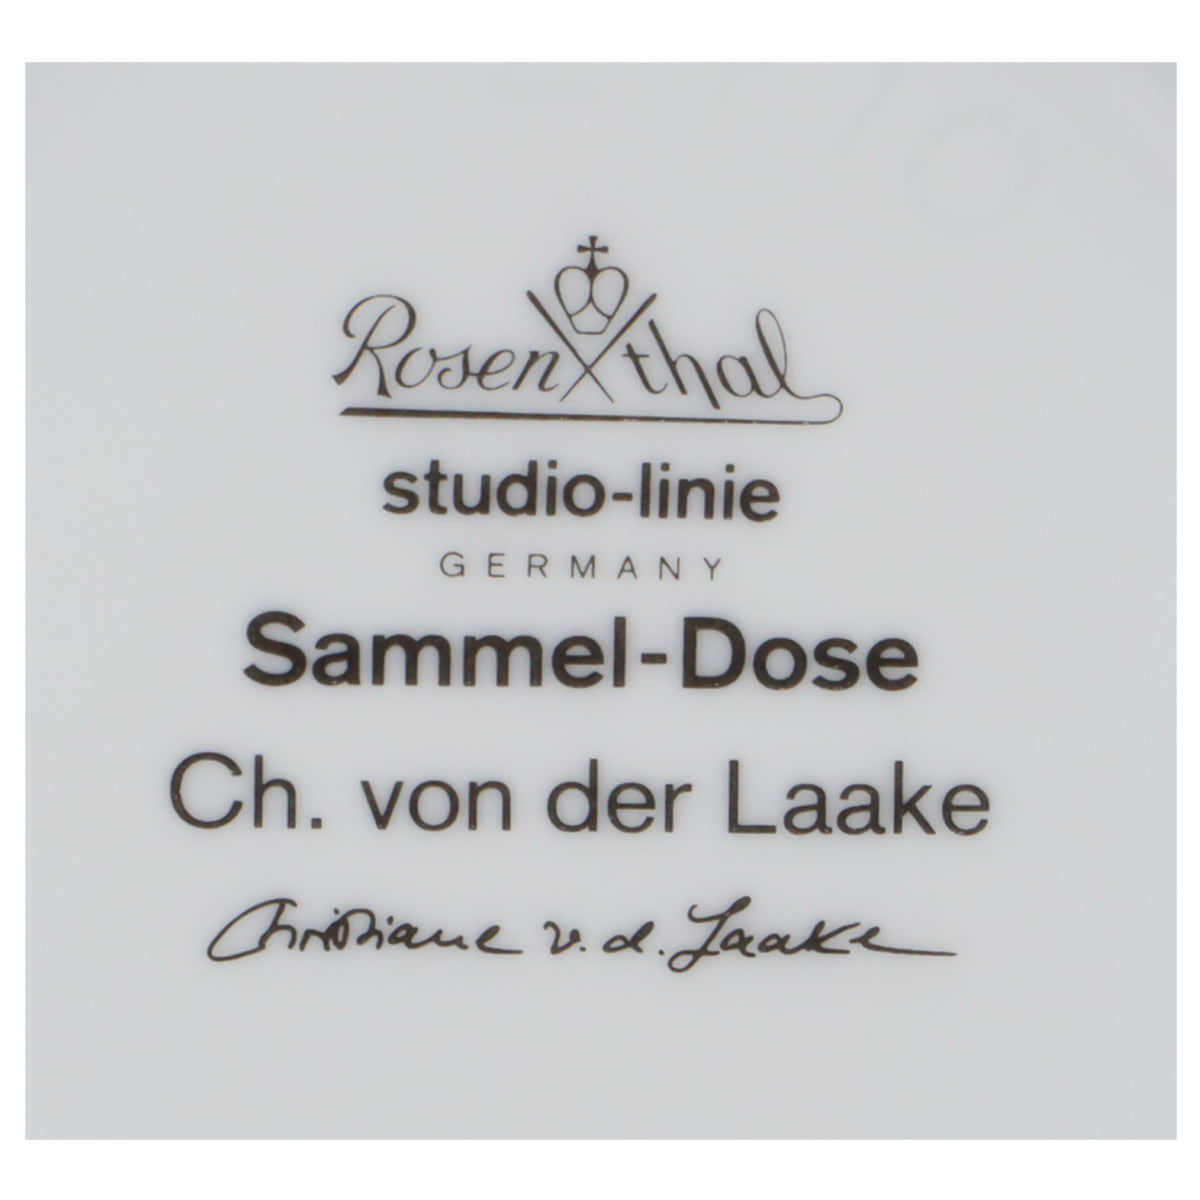 Rosenthal
studio-linie
GERMANY
Sammel-Dose
Ch. von der Laake
Christiane v. d. Laake